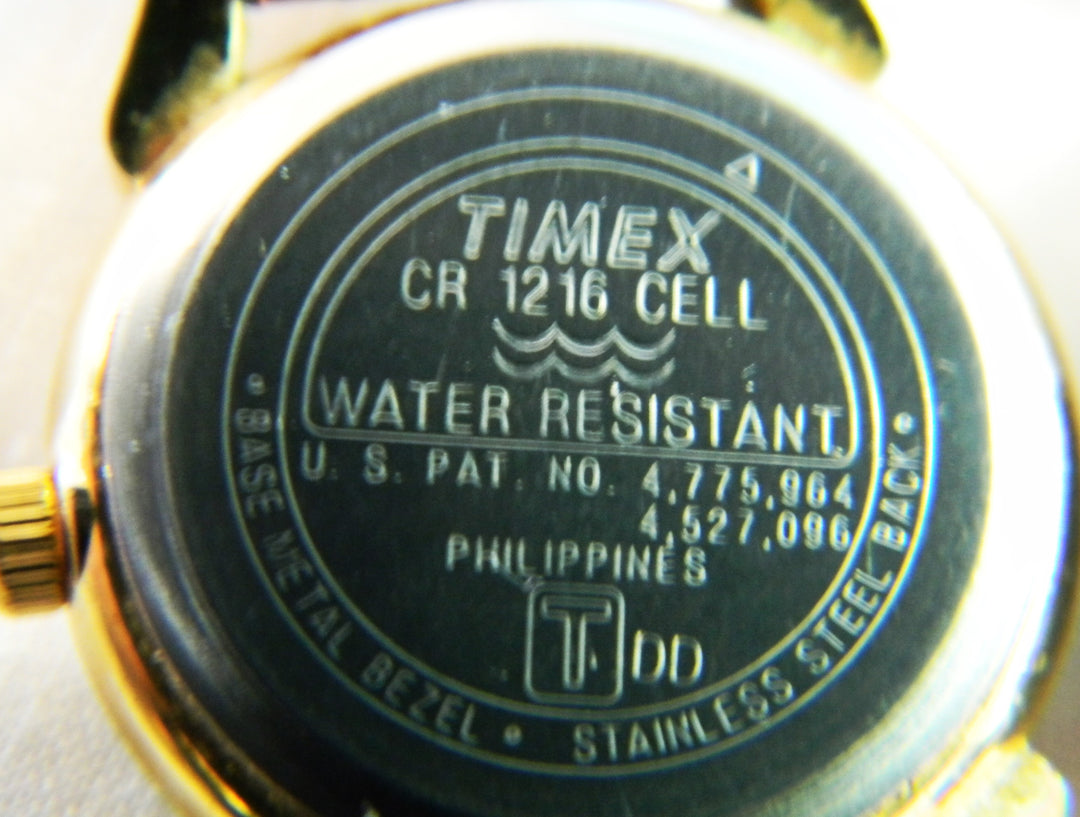 TIMEX
CR 1216 CELL
WATER RESISTANT
U. S. PAT. NO. 4,775,964
4,527,096
PHILIPPINES
T DD
• BASE METAL BEZEL • STAINLESS STEEL BACK •